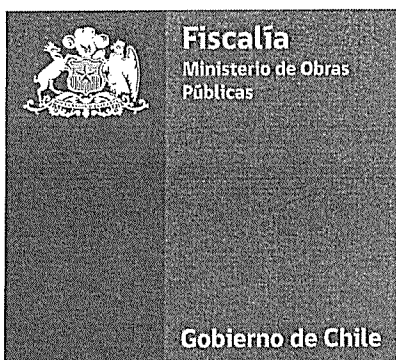 Fiscalía
Ministerio de Obras
Públicas
Gobierno de Chile